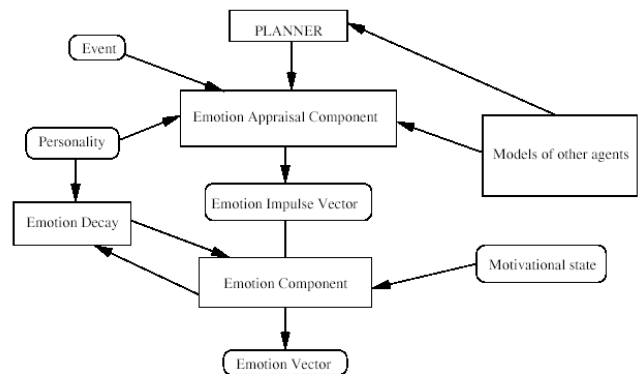 PLANNER
Event
Emotion Appraisal Component
Personality
Models of other agents
Emotion Impulse Vector
Emotion Decay
Motivational state
Emotion Component
Emotion Vector